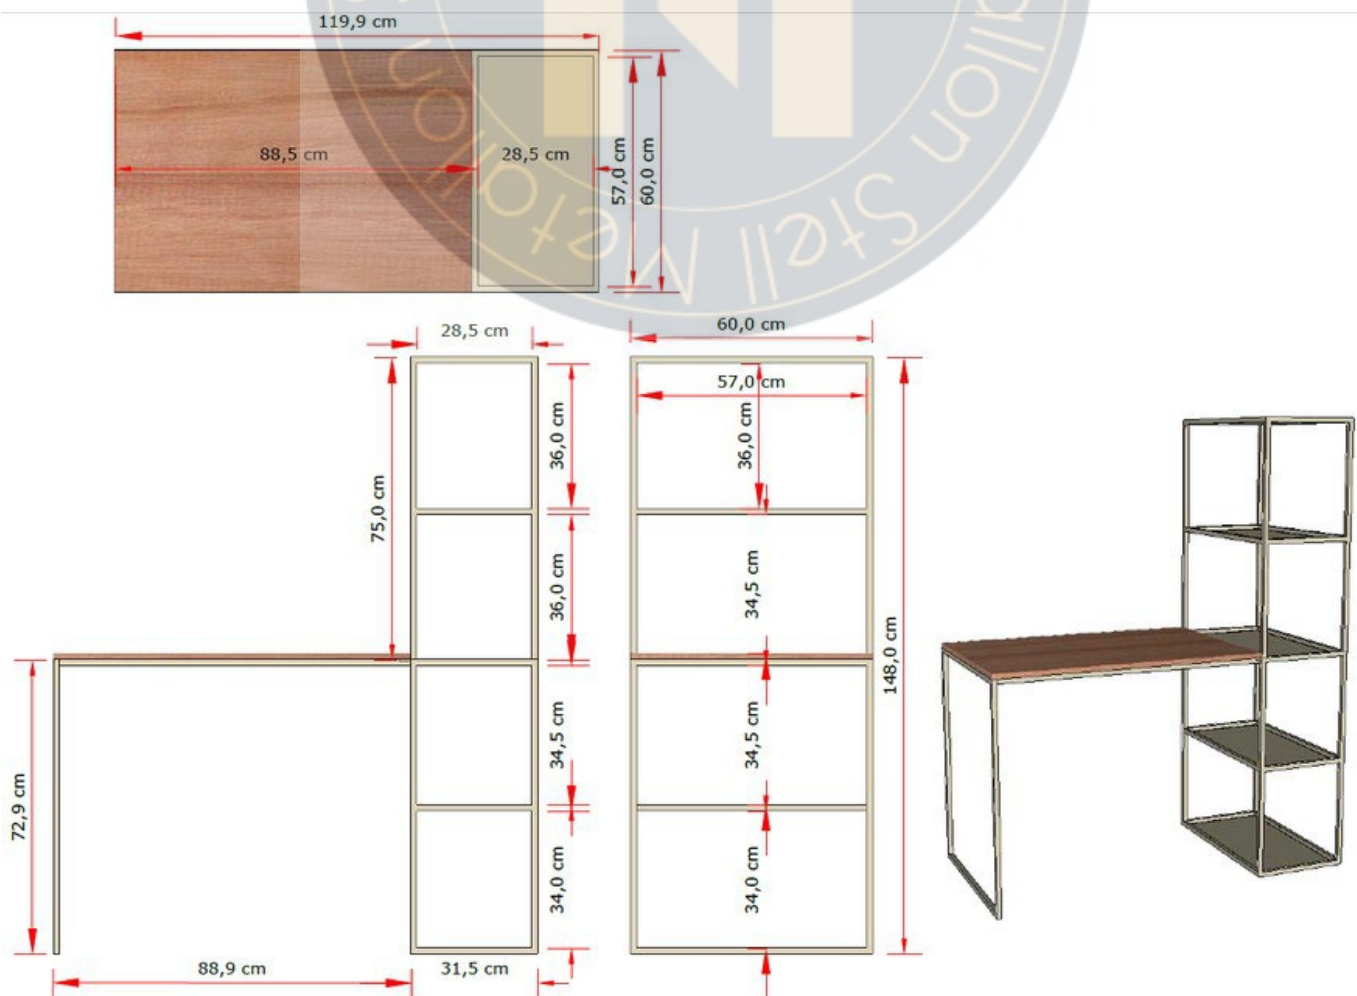 119,9 cm
88,5 cm
28,5 cm
57,0 cm
60,0 cm
Metallon Stell Metallon
28,5 cm
60,0 cm
57,0 cm
75,0 cm
36,0 cm
36,0 cm
36,0 cm
34,5 cm
148,0 cm
72,9 cm
34,5 cm
34,5 cm
34,0 cm
34,0 cm
88,9 cm
31,5 cm